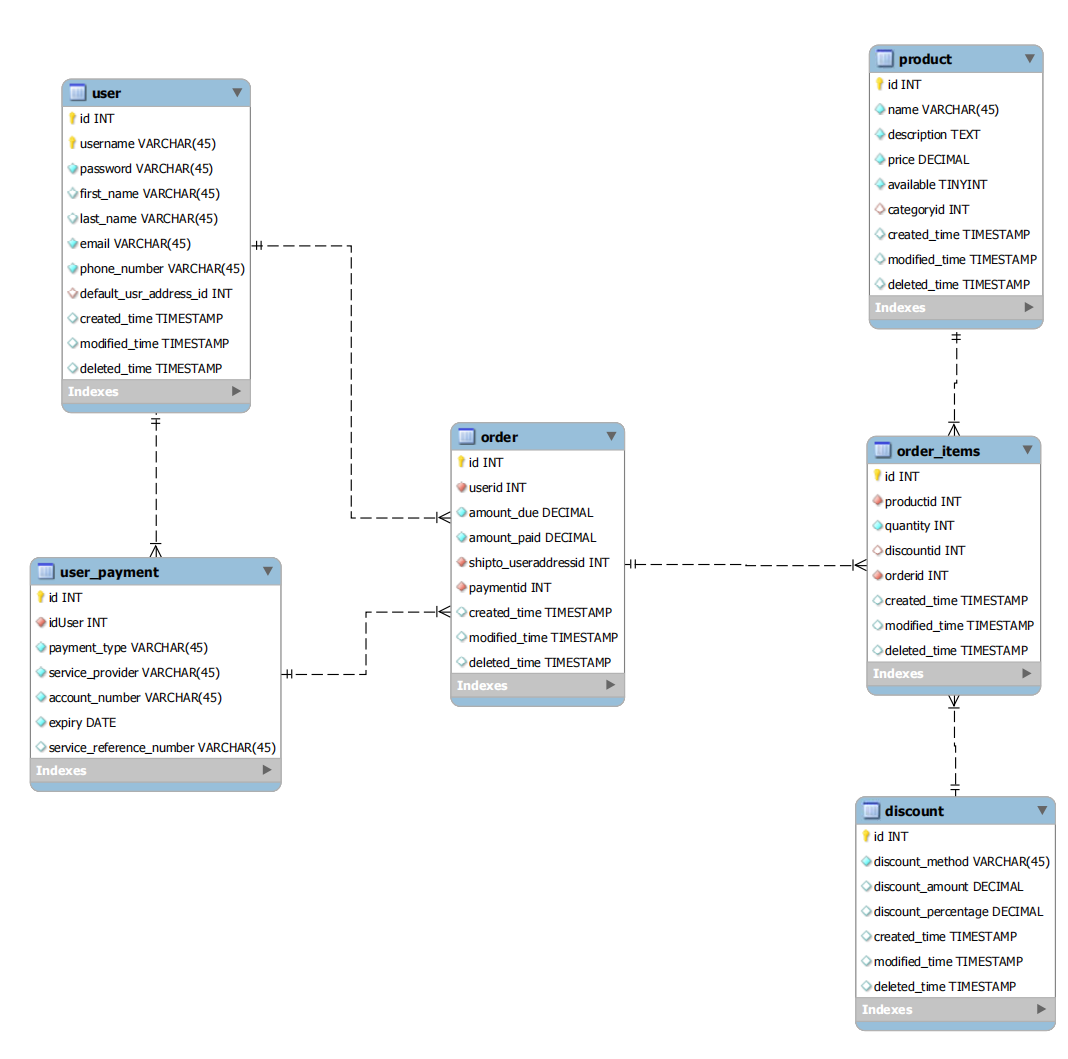 user
id INT
username VARCHAR(45)
password VARCHAR(45)
first_name VARCHAR(45)
last_name VARCHAR(45)
email VARCHAR(45)
phone_number VARCHAR(45)
default_usr_address_id INT
created_time TIMESTAMP
modified_time TIMESTAMP
deleted_time TIMESTAMP
Indexes
user_payment
id INT
idUser INT
payment_type VARCHAR(45)
service_provider VARCHAR(45)
account_number VARCHAR(45)
expiry DATE
service_reference_number VARCHAR(45)
Indexes
order
id INT
userid INT
amount_due DECIMAL
amount_paid DECIMAL
shipto_useraddressid INT
paymentid INT
created_time TIMESTAMP
modified_time TIMESTAMP
deleted_time TIMESTAMP
Indexes
product
id INT
name VARCHAR(45)
description TEXT
price DECIMAL
available TINYINT
categoryid INT
created_time TIMESTAMP
modified_time TIMESTAMP
deleted_time TIMESTAMP
Indexes
order_items
id INT
productid INT
quantity INT
discountid INT
orderid INT
created_time TIMESTAMP
modified_time TIMESTAMP
deleted_time TIMESTAMP
Indexes
discount
id INT
discount_method VARCHAR(45)
discount_amount DECIMAL
discount_percentage DECIMAL
created_time TIMESTAMP
modified_time TIMESTAMP
deleted_time TIMESTAMP
Indexes